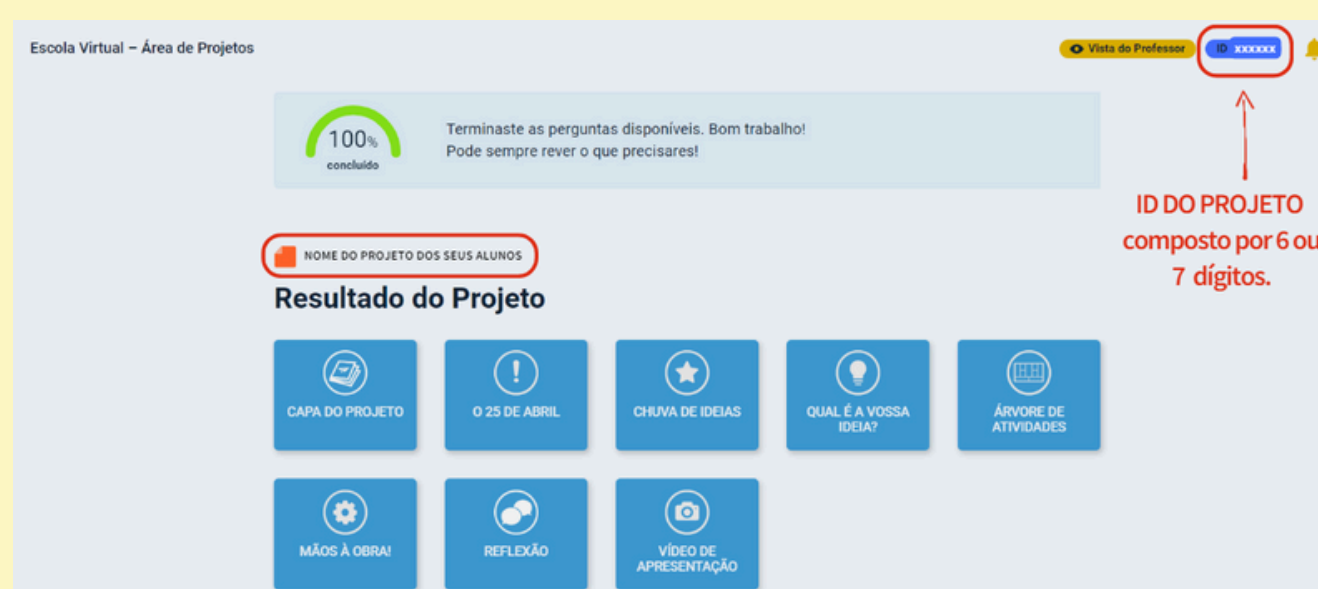 Escola Virtual – Área de Projetos
Vista do Professor
ID xxxxxx
100%
concluído
Terminaste as perguntas disponíveis. Bom trabalho!
Pode sempre rever o que precisares!
ID DO PROJETO
composto por 6 ou
7 dígitos.
NOME DO PROJETO DOS SEUS ALUNOS
Resultado do Projeto
CAPA DO PROJETO
O 25 DE ABRIL
CHUVA DE IDEIAS
QUAL É A VOSSA
IDEIA?
ÁRVORE DE
ATIVIDADES
MÃOS À OBRA!
REFLEXÃO
VÍDEO DE
APRESENTAÇÃO